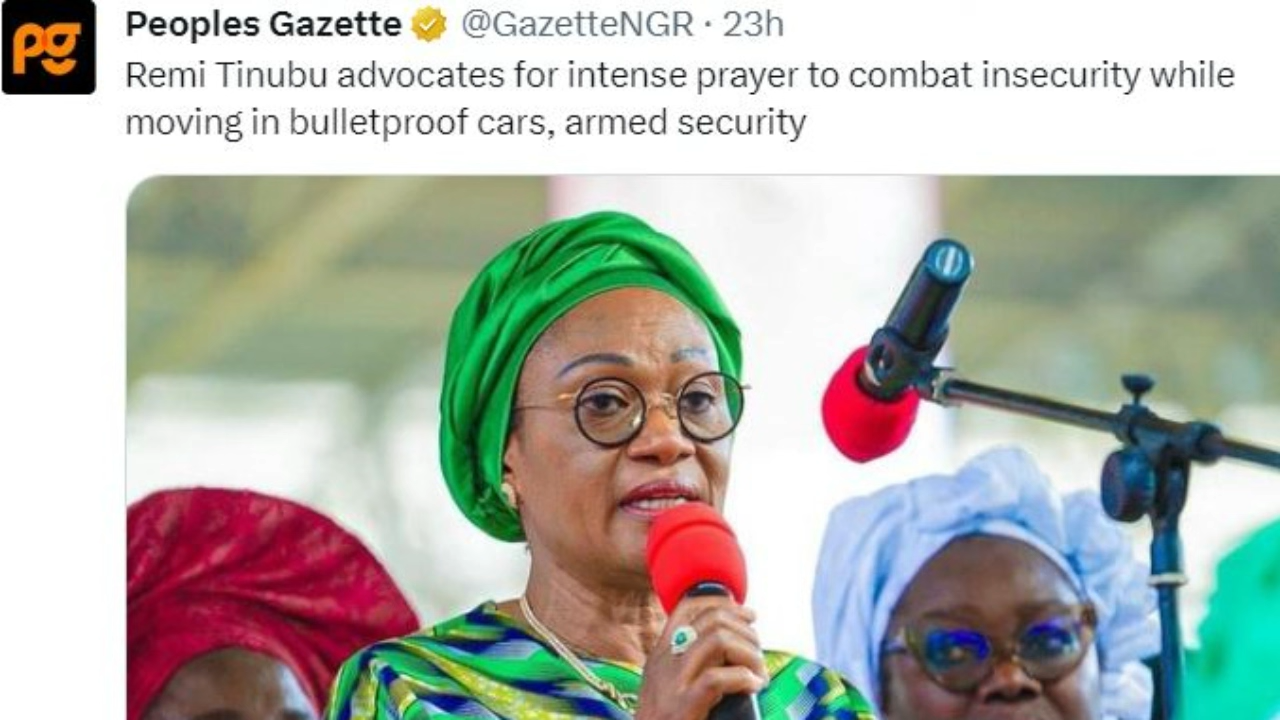 pg
Peoples Gazette @GazetteNGR · 23h
Remi Tinubu advocates for intense prayer to combat insecurity while
moving in bulletproof cars, armed security